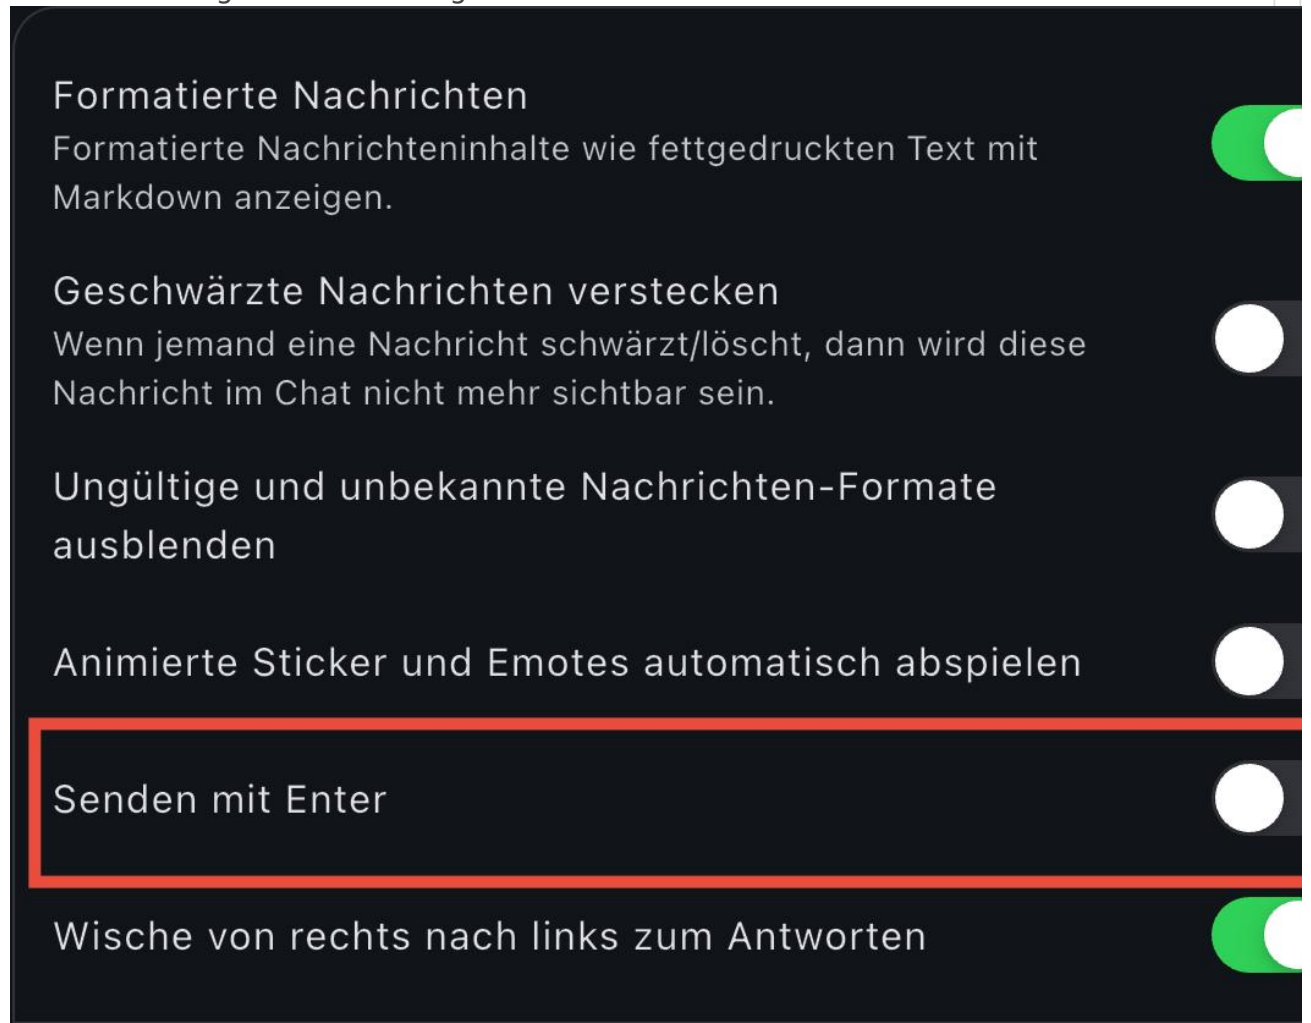 Formatierte Nachrichten
Formatierte Nachrichteninhalte wie fettgedruckten Text mit
Markdown anzeigen.
Geschwärzte Nachrichten verstecken
Wenn jemand eine Nachricht schwärzt/löscht, dann wird diese
Nachricht im Chat nicht mehr sichtbar sein.
Ungültige und unbekannte Nachrichten-Formate
ausblenden
Animierte Sticker und Emotes automatisch abspielen
Senden mit Enter
Wische von rechts nach links zum Antworten